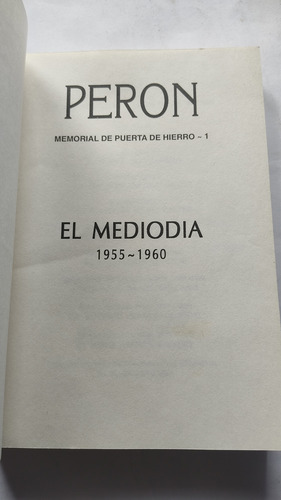 PERON
MEMORIAL DE PUERTA DE HIERRO – 1
EL MEDIODIA
1955~1960